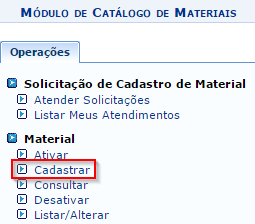 Módulo de Catálogo de Materiais
Operações
Solicitação de Cadastro de Material
Atender Solicitações
Listar Meus Atendimentos
Material
Ativar
Cadastrar
Consultar
Desativar
Listar/Alterar